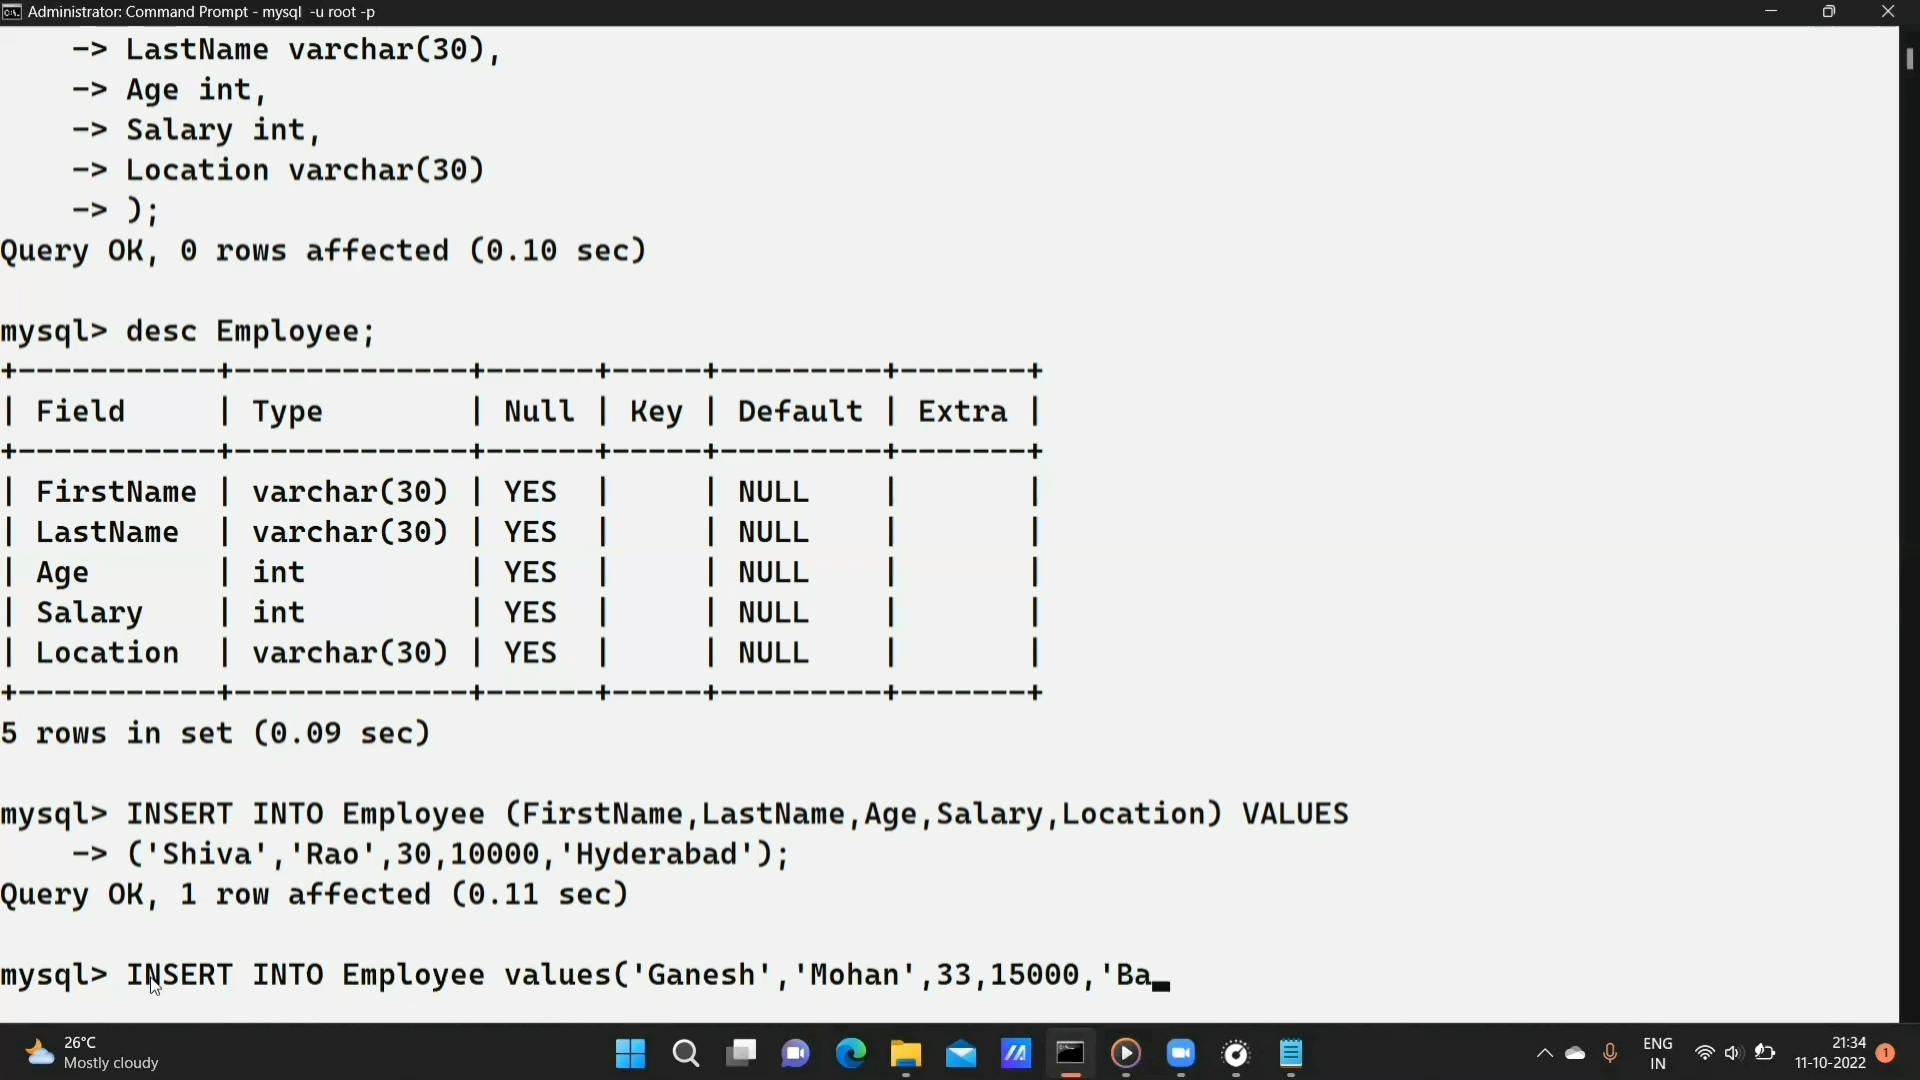 Administrator: Command Prompt - mysql -u root -p
-> LastName varchar(30),
-> Age int,
-> Salary int,
-> Location varchar(30)
-> );
Query OK, 0 rows affected (0.10 sec)
mysql> desc Employee;
+-----------+-------------+------+-----+---------+-------+
| Field     | Type        | Null | Key | Default | Extra |
+-----------+-------------+------+-----+---------+-------+
| FirstName | varchar(30) | YES  |     | NULL    |       |
| LastName  | varchar(30) | YES  |     | NULL    |       |
| Age       | int         | YES  |     | NULL    |       |
| Salary    | int         | YES  |     | NULL    |       |
| Location  | varchar(30) | YES  |     | NULL    |       |
+-----------+-------------+------+-----+---------+-------+
5 rows in set (0.09 sec)
mysql> INSERT INTO Employee (FirstName,LastName,Age,Salary,Location) VALUES
-> ('Shiva','Rao',30,10000,'Hyderabad');
Query OK, 1 row affected (0.11 sec)
mysql> INSERT INTO Employee values('Ganesh','Mohan',33,15000,'Ba
26°C
Mostly cloudy
ENG
IN
21:34
11-10-2022
1